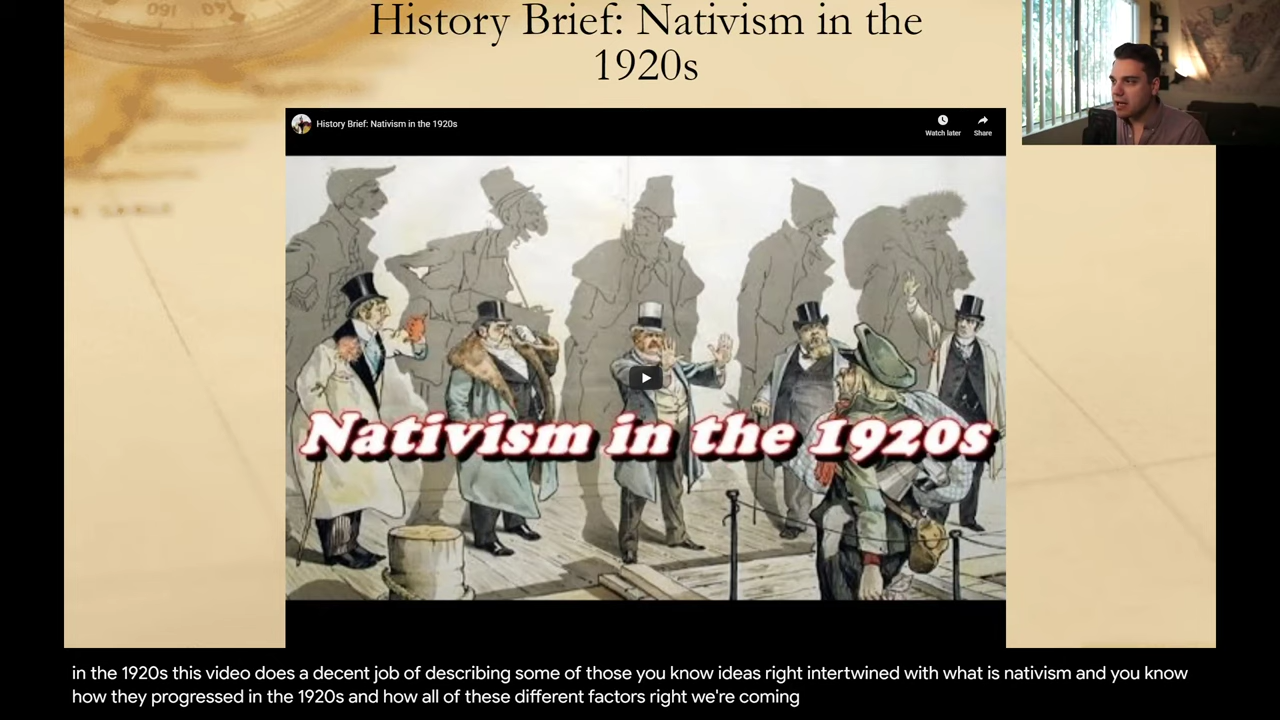 History Brief: Nativism in the
1920s
History Brief: Nativism in the 1920s
Watch later
Share
Nativism in the 1920s
in the 1920s this video does a decent job of describing some of those you know ideas right intertwined with what is nativism and you know
how they progressed in the 1920s and how all of these different factors right we're coming